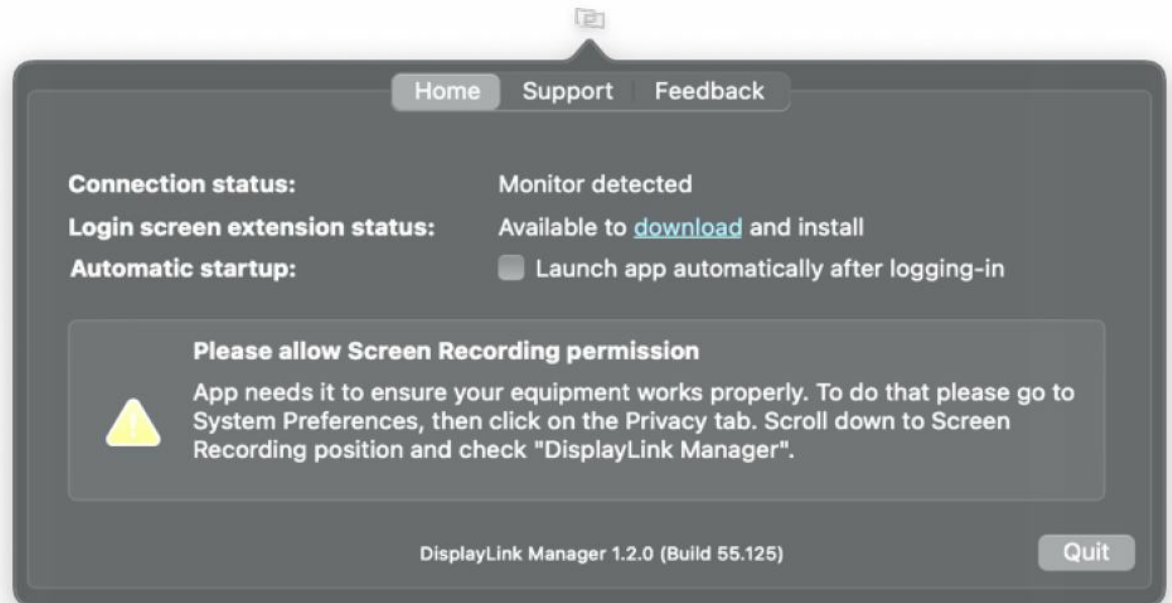 Home Support Feedback
Connection status: Monitor detected
Login screen extension status: Available to download and install
Automatic startup: Launch app automatically after logging-in
Please allow Screen Recording permission
App needs it to ensure your equipment works properly. To do that please go to
System Preferences, then click on the Privacy tab. Scroll down to Screen
Recording position and check "DisplayLink Manager".
DisplayLink Manager 1.2.0 (Build 55.125)
Quit